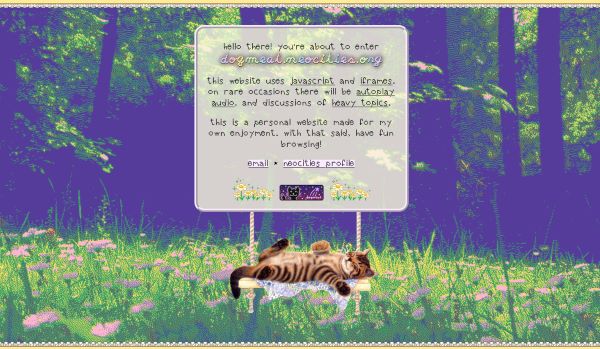 hello there! you're about to enter
dogmeat.neocities.org
this website uses javascript and iframes.
on rare occasions there will be autoplay
audio, and discussions of heavy topics.
this is a personal website made for my
own enjoyment. with that said, have fun
browsing!
email * neocities profile